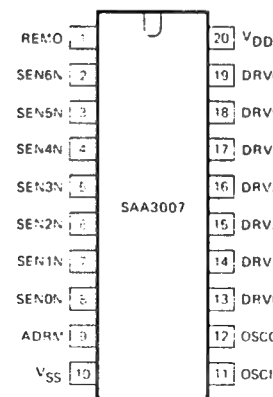 REMO 1 20 VDD
SEN6N 2 19 DRV
SEN5N 3 18 DRV
SEN4N 4 17 DRV
SEN3N 5 16 DRV
SAA3007
SEN2N 6 15 DRV
SEN1N 7 14 DRV
SEN0N 8 13 DRV
ADRM 9 12 OSCO
VSS 10 11 OSCI